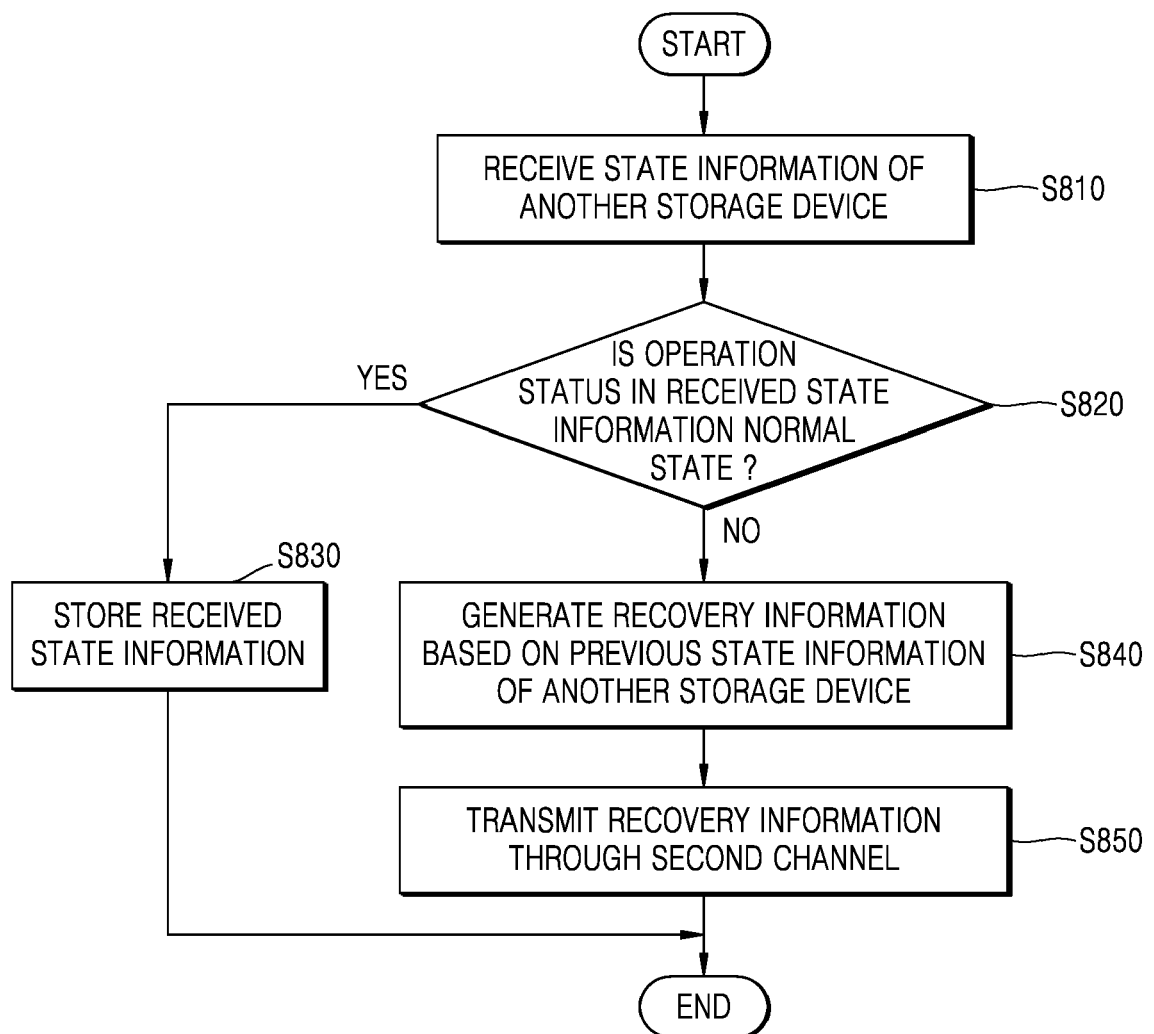 START
RECEIVE STATE INFORMATION OF
ANOTHER STORAGE DEVICE
S810
IS OPERATION
STATUS IN RECEIVED STATE
INFORMATION NORMAL
STATE ?
S820
YES
NO
S830
STORE RECEIVED
STATE INFORMATION
GENERATE RECOVERY INFORMATION
BASED ON PREVIOUS STATE INFORMATION
OF ANOTHER STORAGE DEVICE
S840
TRANSMIT RECOVERY INFORMATION
THROUGH SECOND CHANNEL
S850
END